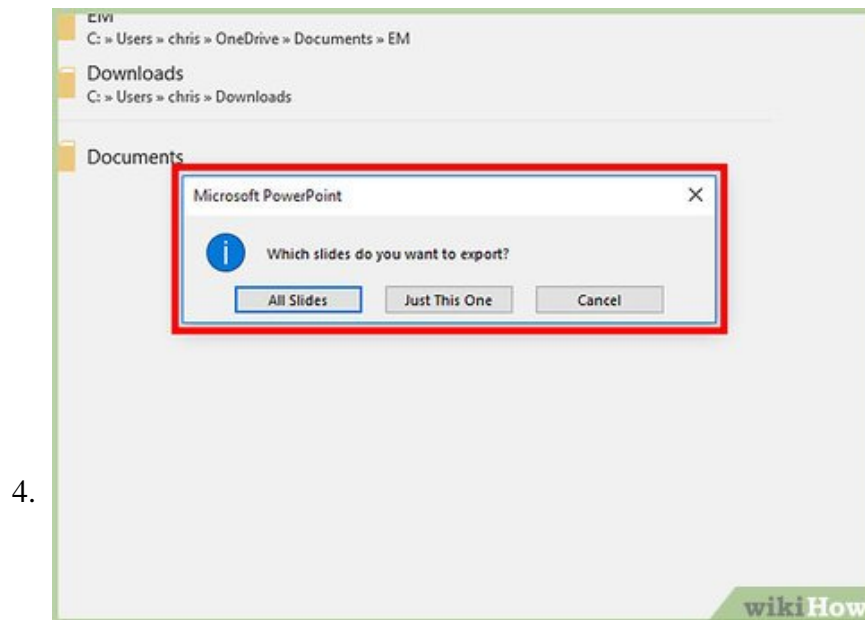 EM
C: » Users » chris » OneDrive » Documents » EM
Downloads
C: » Users » chris » Downloads
Documents
Microsoft PowerPoint
Which slides do you want to export?
All Slides Just This One Cancel
4.
wikiHow